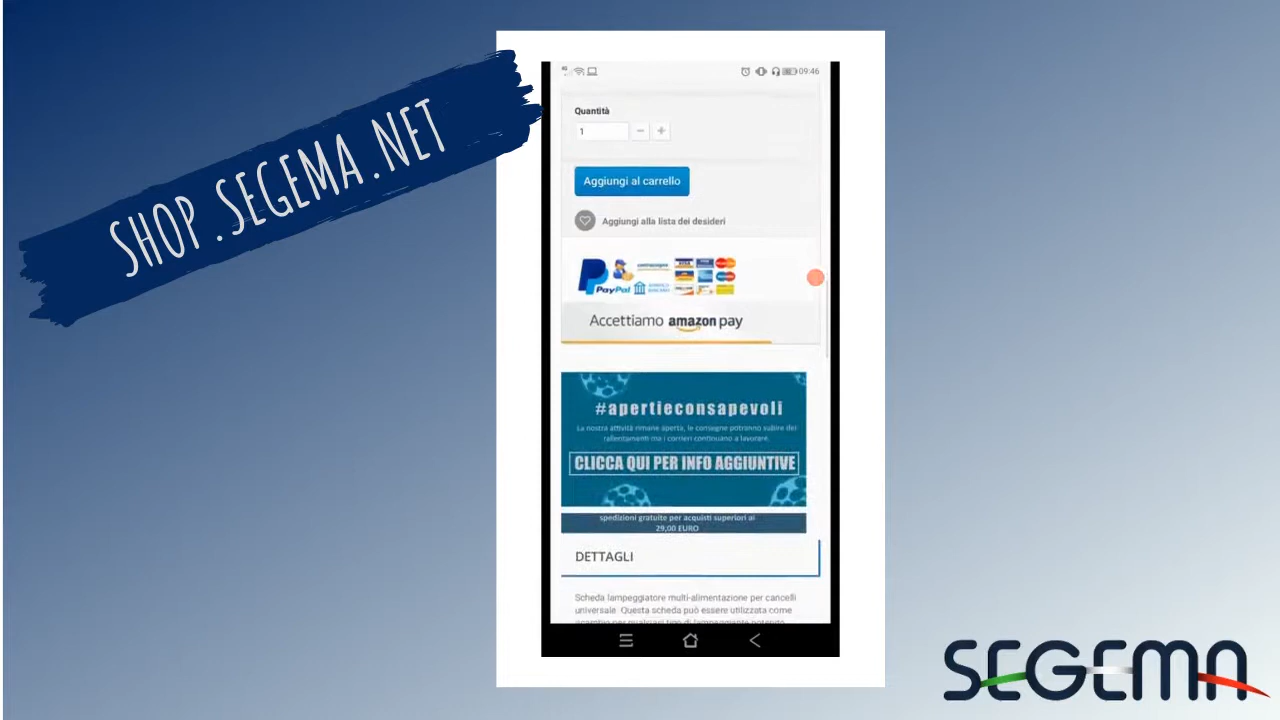 SHOP.SEGEMA.NET
09:46
Quantità
1
Aggiungi al carrello
Aggiungi alla lista dei desideri
PayPal
Accettiamo amazon pay
#apertieconsapevoli
La nostra attività rimane aperta, le consegne potranno subire dei
rallentamenti ma i corrieri continuano a lavorare.
CLICCA QUI PER INFO AGGIUNTIVE
spedizioni gratuite per acquisti superiori ai
29,00 EURO
DETTAGLI
Scheda lampeggiatore multi-alimentazione per cancelli
universale. Questa scheda può essere utilizzata come
SEGEMA